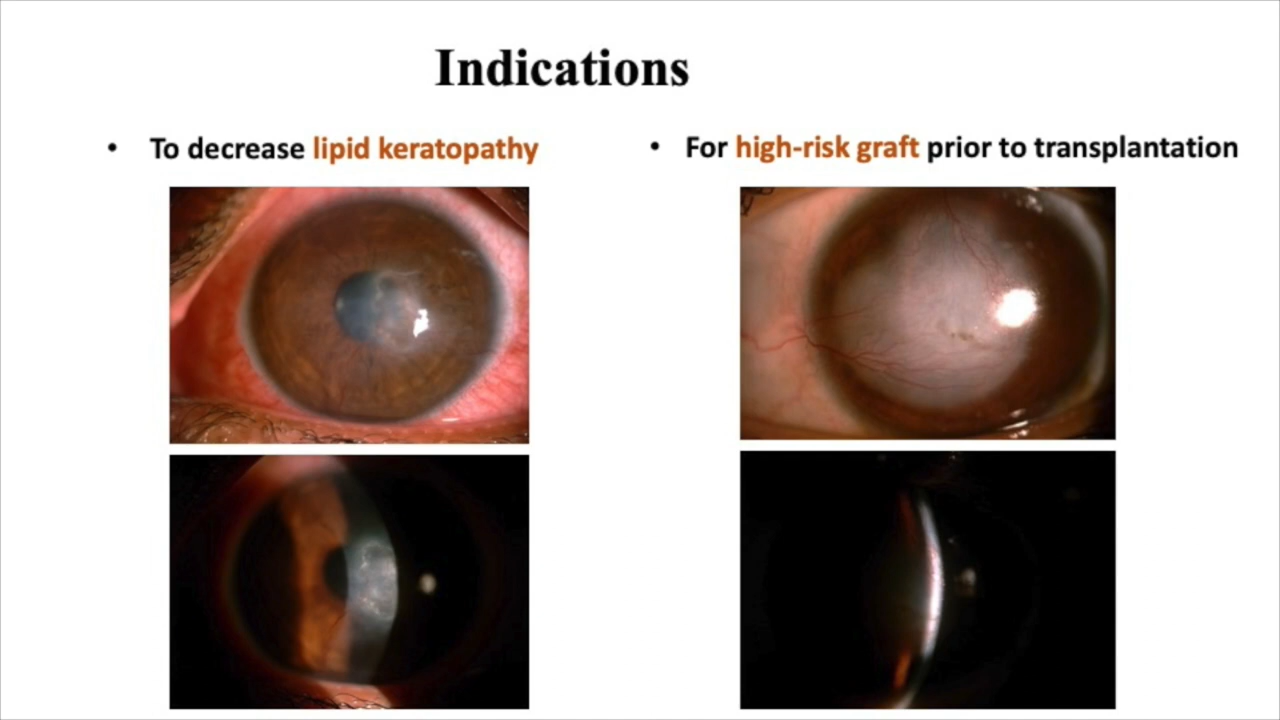 Indications
• To decrease lipid keratopathy
• For high-risk graft prior to transplantation